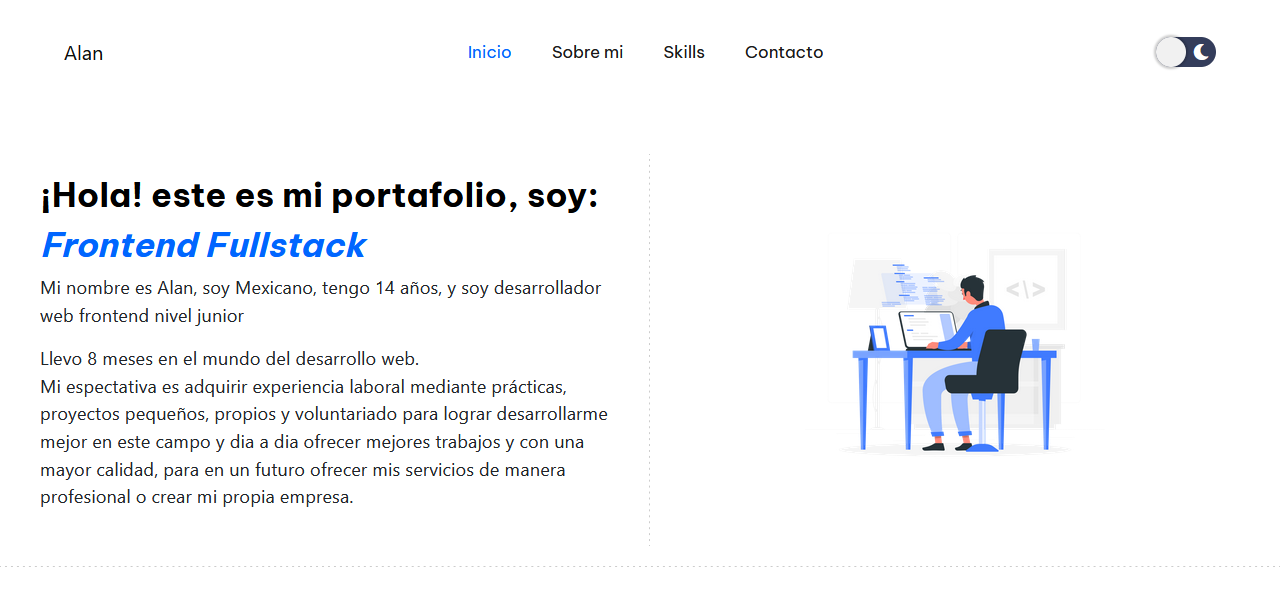 Alan
Inicio
Sobre mi
Skills
Contacto
¡Hola! este es mi portafolio, soy:
Frontend Fullstack
Mi nombre es Alan, soy Mexicano, tengo 14 años, y soy desarrollador
web frontend nivel junior
Llevo 8 meses en el mundo del desarrollo web.
Mi espectativa es adquirir experiencia laboral mediante prácticas,
proyectos pequeños, propios y voluntariado para lograr desarrollarme
mejor en este campo y dia a dia ofrecer mejores trabajos y con una
mayor calidad, para en un futuro ofrecer mis servicios de manera
profesional o crear mi propia empresa.
<\>